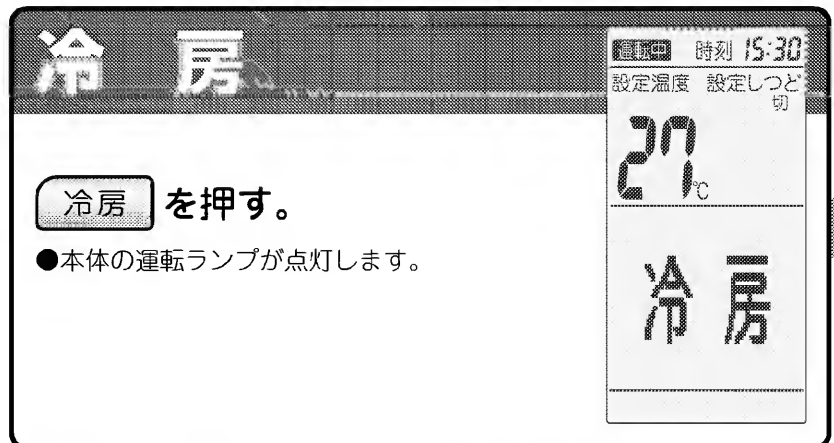 冷房
運転中 時刻 15:30
設定温度 設定しつど
切
27℃
冷房
冷房 を押す。
●本体の運転ランプが点灯します。